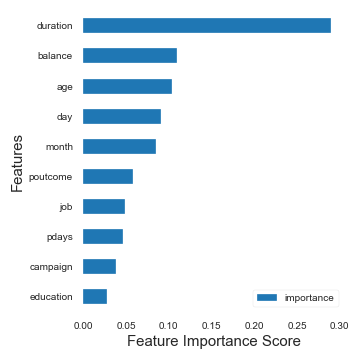 duration
balance
age
day
month
poutcome
job
pdays
campaign
education
Features
importance
0.00 0.05 0.10 0.15 0.20 0.25 0.30
Feature Importance Score